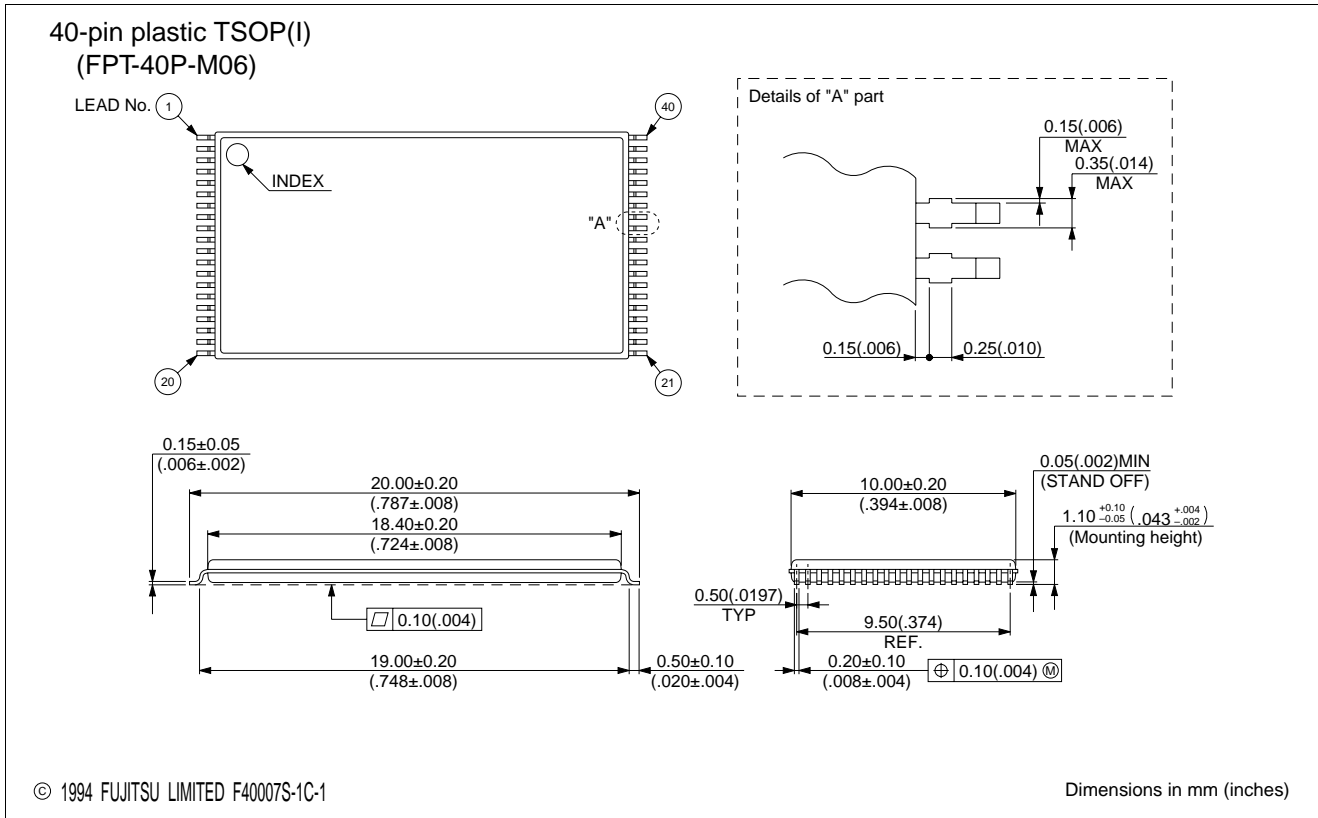 40-pin plastic TSOP(I)
(FPT-40P-M06)
LEAD No. 1
40
INDEX
"A"
20
21
Details of "A" part
0.15(.006)
MAX
0.35(.014)
MAX
0.15(.006)
0.25(.010)
0.15±0.05
(.006±.002)
20.00±0.20
(.787±.008)
18.40±0.20
(.724±.008)
0.10(.004)
19.00±0.20
(.748±.008)
0.50±0.10
(.020±.004)
10.00±0.20
(.394±.008)
0.05(.002)MIN
(STAND OFF)
1.10 +0.10 −0.05 (.043 +.004 −.002)
(Mounting height)
0.50(.0197)
TYP
9.50(.374)
REF.
0.20±0.10
(.008±.004)
⌖ 0.10(.004) Ⓜ
© 1994 FUJITSU LIMITED F40007S-1C-1
Dimensions in mm (inches)